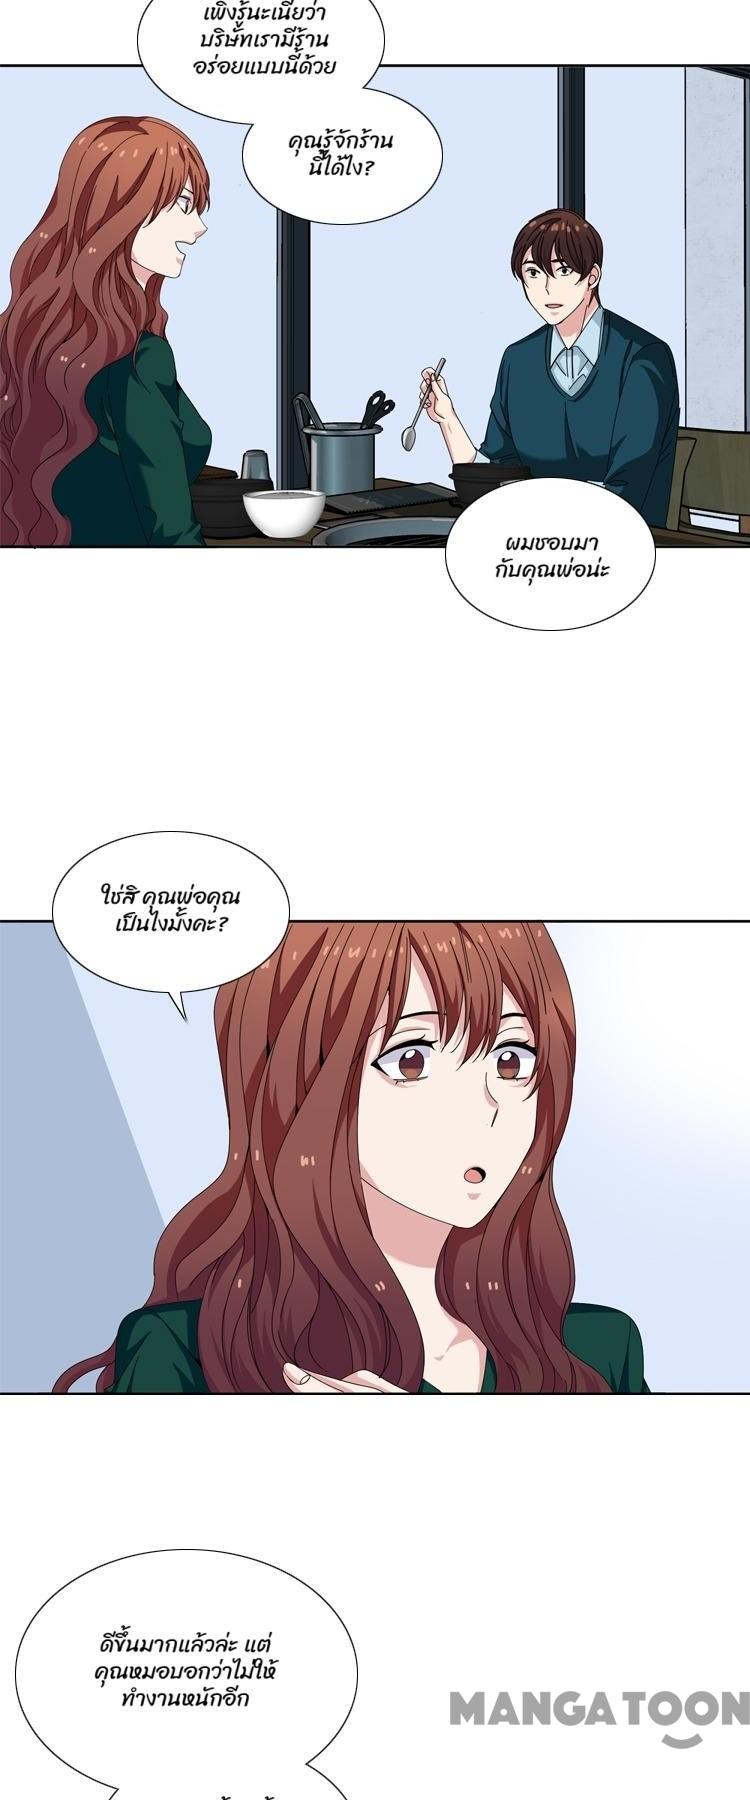 เพิ่งรู้นะเนี่ยว่า
บริษัทเรามีร้าน
อร่อยแบบนี้ด้วย
คุณรู้จักร้าน
นี้ได้ไง?
ผมชอบมา
กับคุณพ่อน่ะ
ใช่สิ คุณพ่อคุณ
เป็นไงมั้งคะ?
ดีขึ้นมากแล้วล่ะ แต่
คุณหมอบอกว่าไม่ให้
ทำงานหนักอีก
MANGATOON